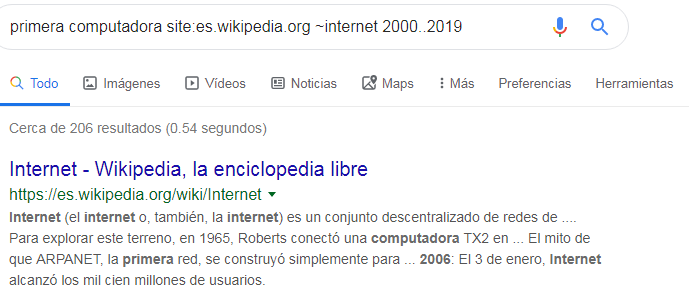 primera computadora site:es.wikipedia.org ~internet 2000..2019
Todo Imágenes Vídeos Noticias Maps Más Preferencias Herramientas
Cerca de 206 resultados (0.54 segundos)
Internet - Wikipedia, la enciclopedia libre
https://es.wikipedia.org/wiki/Internet
Internet (el internet o, también, la internet) es un conjunto descentralizado de redes de ....
Para explorar este terreno, en 1965, Roberts conectó una computadora TX2 en ... El mito de
que ARPANET, la primera red, se construyó simplemente para ... 2006: El 3 de enero, Internet
alcanzó los mil cien millones de usuarios.